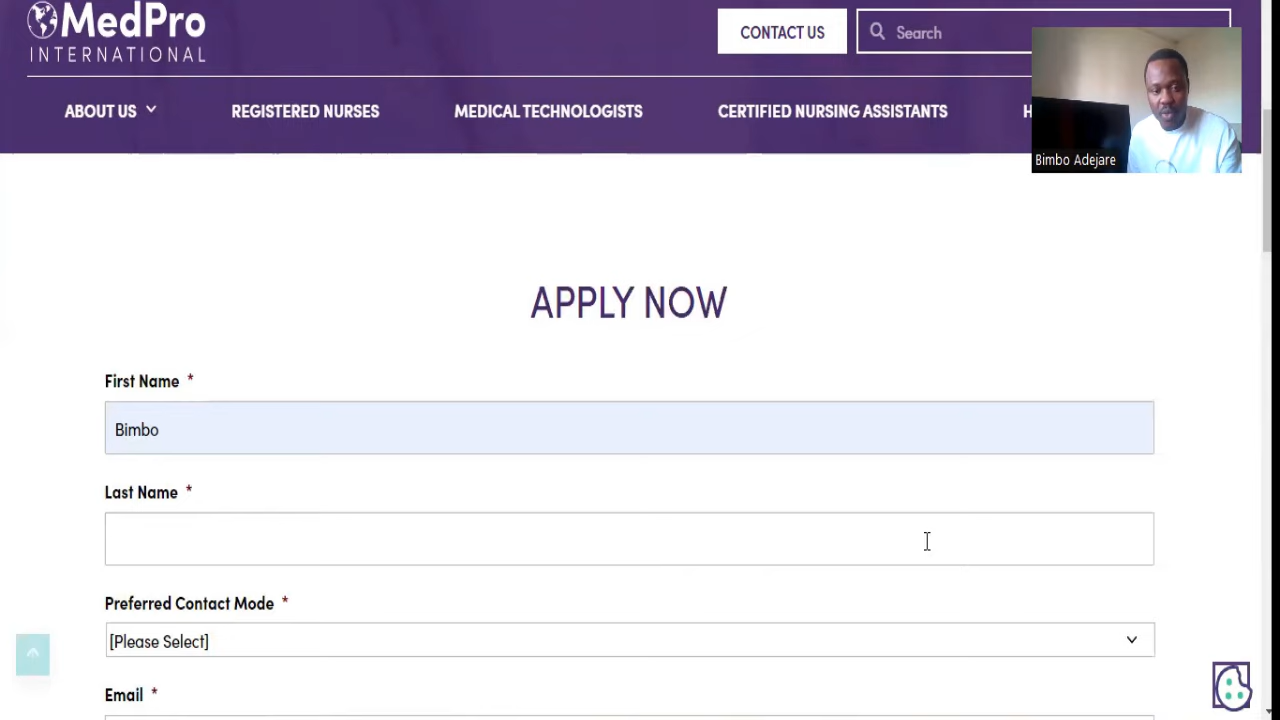 MedPro
INTERNATIONAL
CONTACT US
Search
ABOUT US
REGISTERED NURSES
MEDICAL TECHNOLOGISTS
CERTIFIED NURSING ASSISTANTS
H
Bimbo Adejare
APPLY NOW
First Name *
Bimbo
Last Name *
Preferred Contact Mode *
[Please Select]
Email *